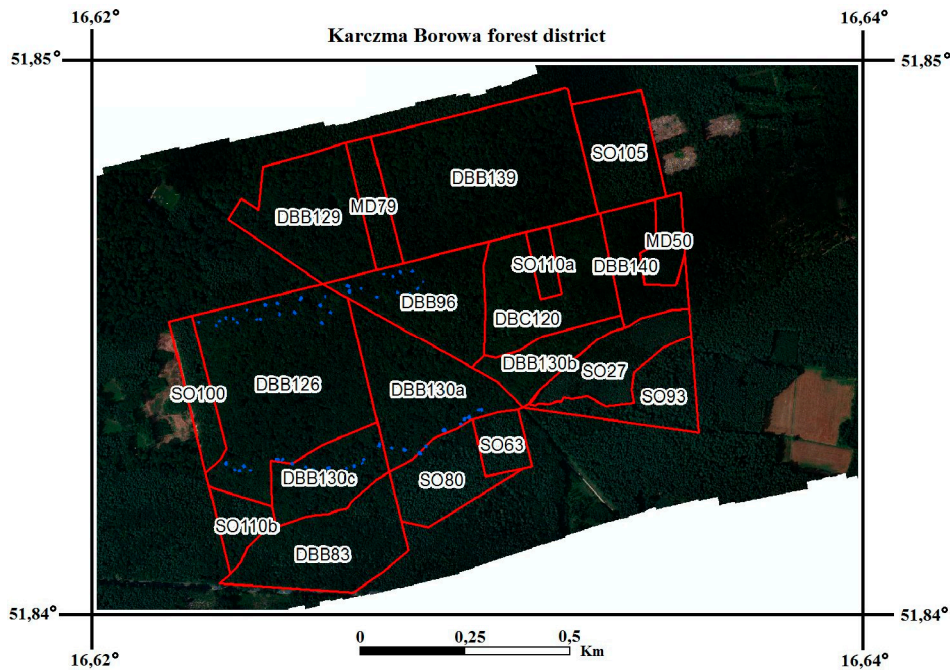 16,62°
16,64°
Karczma Borowa forest district
51,85°
51,85°
SO105
DBB139
MD79
DBB129
MD50
SO110a
DBB140
DBB96
DBC120
DBB130b
SO27
DBB126
DBB130a
SO100
SO93
SO63
DBB130c
SO80
SO110b
DBB83
51,84°
51,84°
0
0,25
0,5
Km
16,62°
16,64°